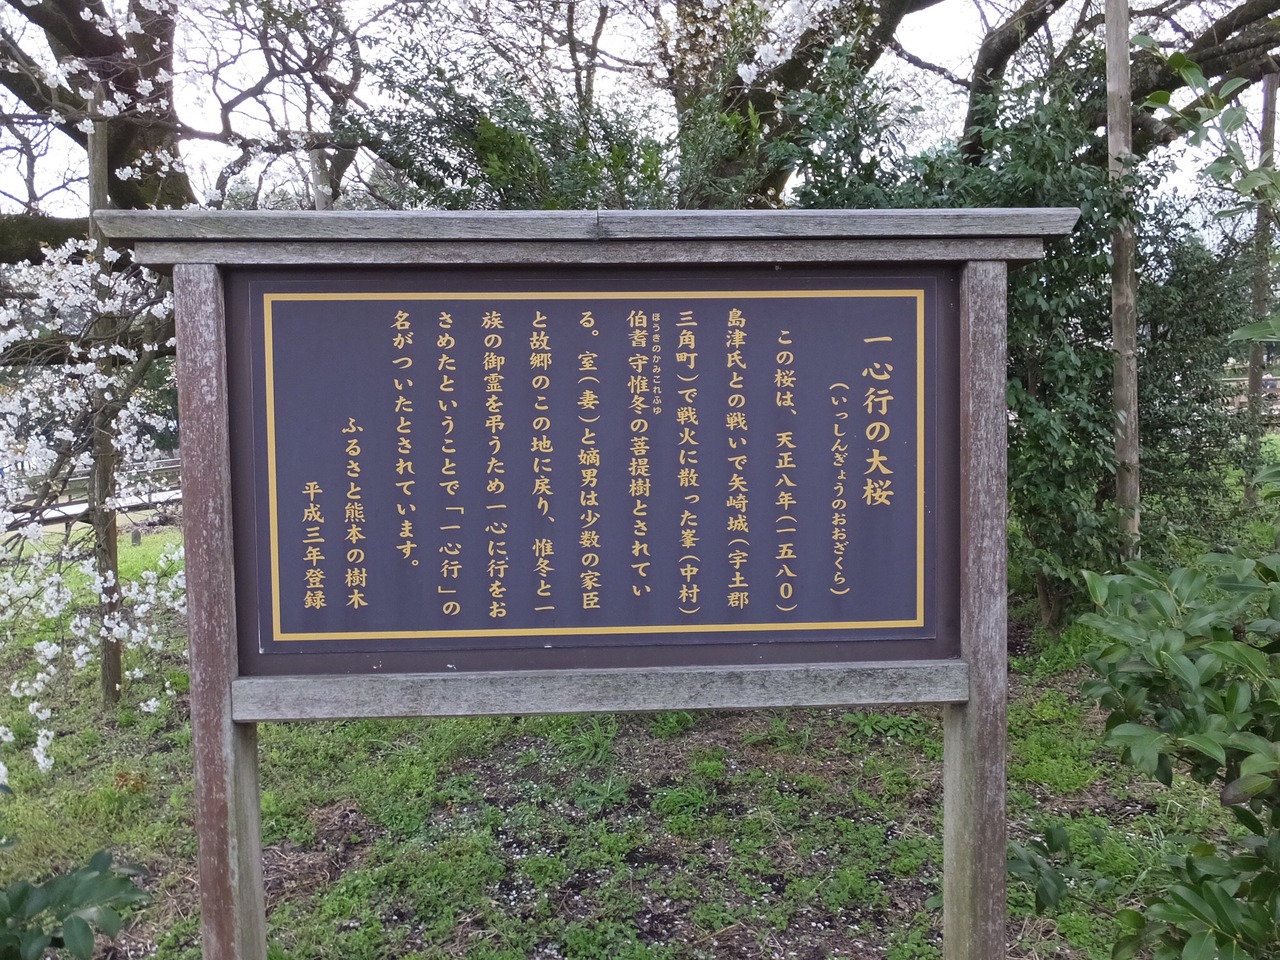 一心行の大桜
（いっしんぎょうのおおざくら）
この桜は、天正八年（一五八〇）
島津氏との戦いで矢崎城（宇土郡
三角町）で戦火に散った峯（中村）
ほうきのかみこれふゆ
伯耆守惟冬の菩提樹とされてい
る。室（妻）と嫡男は少数の家臣
と故郷のこの地に戻り、惟冬と一
族の御霊を弔うため一心に行をお
さめたということで「一心行」の
名がついたとされています。
ふるさと熊本の樹木
平成三年登録